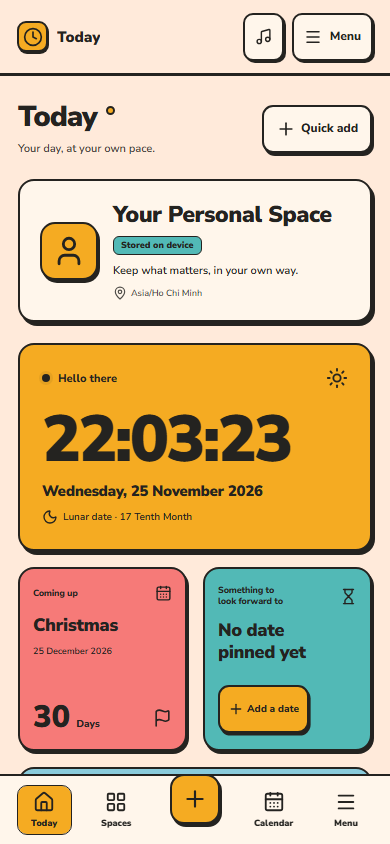 Today
Menu
Today
Your day, at your own pace.
Quick add
Your Personal Space
Stored on device
Keep what matters, in your own way.
Asia/Ho Chi Minh
Hello there
22:03:23
Wednesday, 25 November 2026
Lunar date · 17 Tenth Month
Coming up
Christmas
25 December 2026
30 Days
Something to
look forward to
No date
pinned yet
Add a date
Today
Spaces
Calendar
Menu